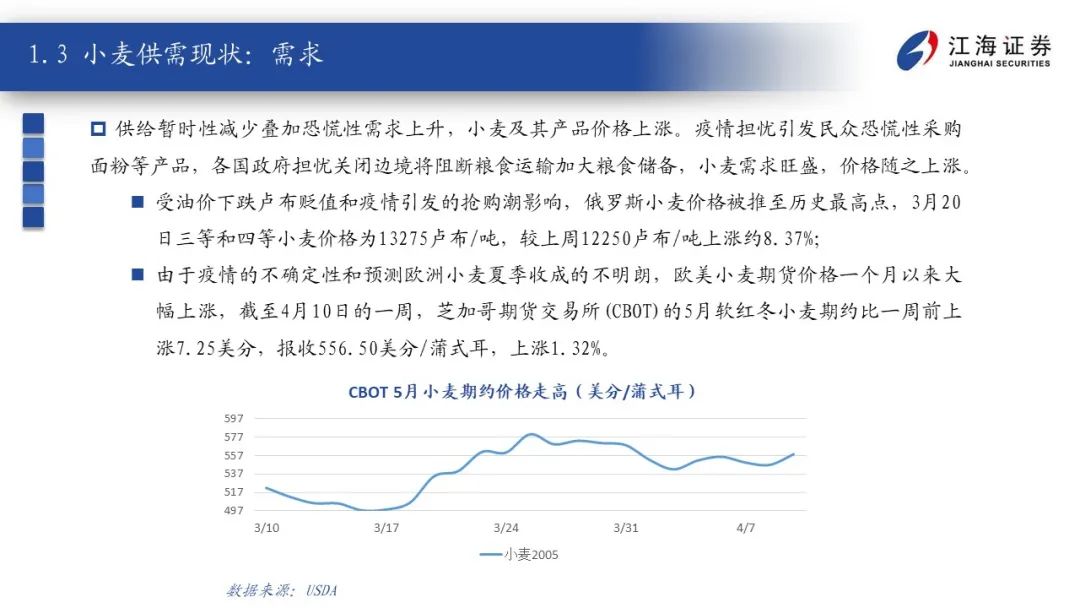 1.3 小麦供需现状：需求
江海证券
JIANGHAI SECURITIES
供给暂时性减少叠加恐慌性需求上升，小麦及其产品价格上涨。疫情担忧引发民众恐慌性采购
面粉等产品，各国政府担忧关闭边境将阻断粮食运输加大粮食储备，小麦需求旺盛，价格随之上涨。
受油价下跌卢布贬值和疫情引发的抢购潮影响，俄罗斯小麦价格被推至历史最高点，3月20
日三等和四等小麦价格为13275卢布/吨，较上周12250卢布/吨上涨约8.37%;
由于疫情的不确定性和预测欧洲小麦夏季收成的不明朗，欧美小麦期货价格一个月以来大
幅上涨，截至4月10日的一周，芝加哥期货交易所(CBOT)的5月软红冬小麦期约比一周前上
涨7.25美分，报收556.50美分/蒲式耳，上涨1.32%。
CBOT 5月小麦期约价格走高（美分/蒲式耳）
597
577
557
537
517
497
3/10 3/17 3/24 3/31 4/7
小麦2005
数据来源：USDA